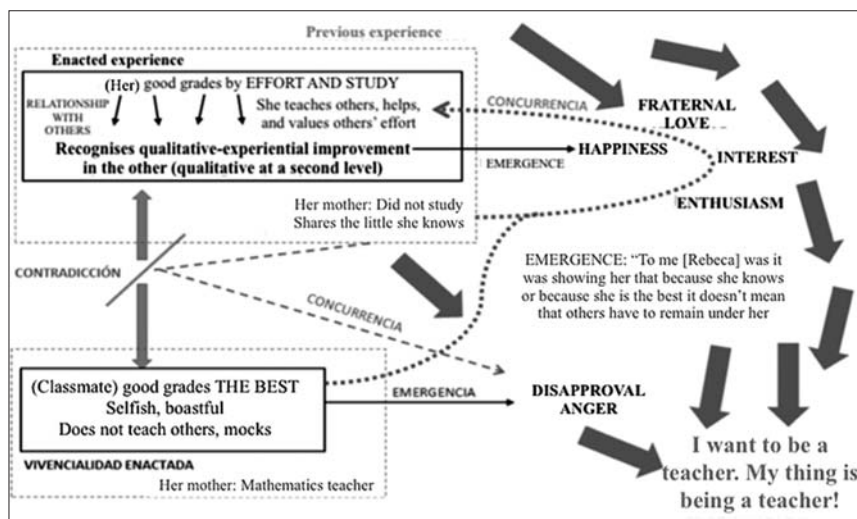 Previous experience
Enacted experience
(Her) good grades by EFFORT AND STUDY
RELATIONSHIP
WITH
OTHERS
She teaches others, helps,
and values others' effort
Recognises qualitative-experiential improvement
in the other (qualitative at a second level)
CONCURRENCIA
EMERGENCE
FRATERNAL
LOVE
HAPPINESS
INTEREST
ENTHUSIASM
Her mother: Did not study
Shares the little she knows
CONTRADICCIÓN
CONCURRENCIA
EMERGENCE: “To me [Rebeca] was it
was showing her that because she knows
or because she is the best it doesn't mean
that others have to remain under her
(Classmate) good grades THE BEST
Selfish, boastful
Does not teach others, mocks
EMERGENCIA
DISAPPROVAL
ANGER
VIVENCIALIDAD ENACTADA
Her mother: Mathematics teacher
I want to be a
teacher. My thing is
being a teacher!